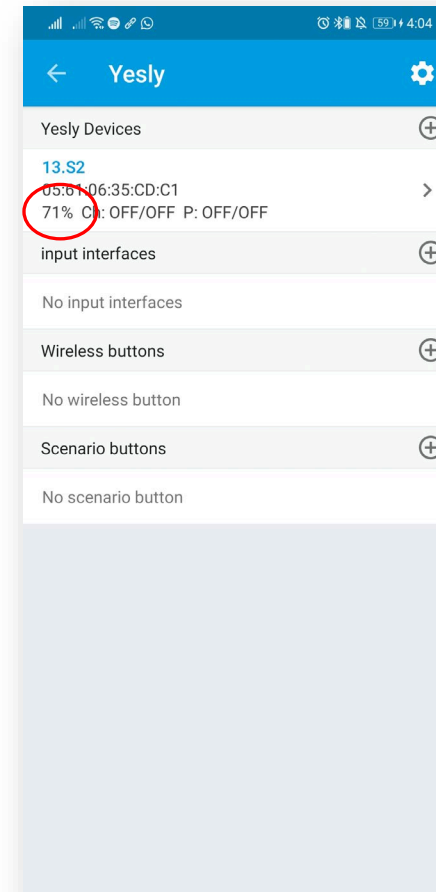 59 4:04
Yesly
Yesly Devices
13.S2
05:61:06:35:CD:C1
71% Ch: OFF/OFF P: OFF/OFF
input interfaces
No input interfaces
Wireless buttons
No wireless button
Scenario buttons
No scenario button